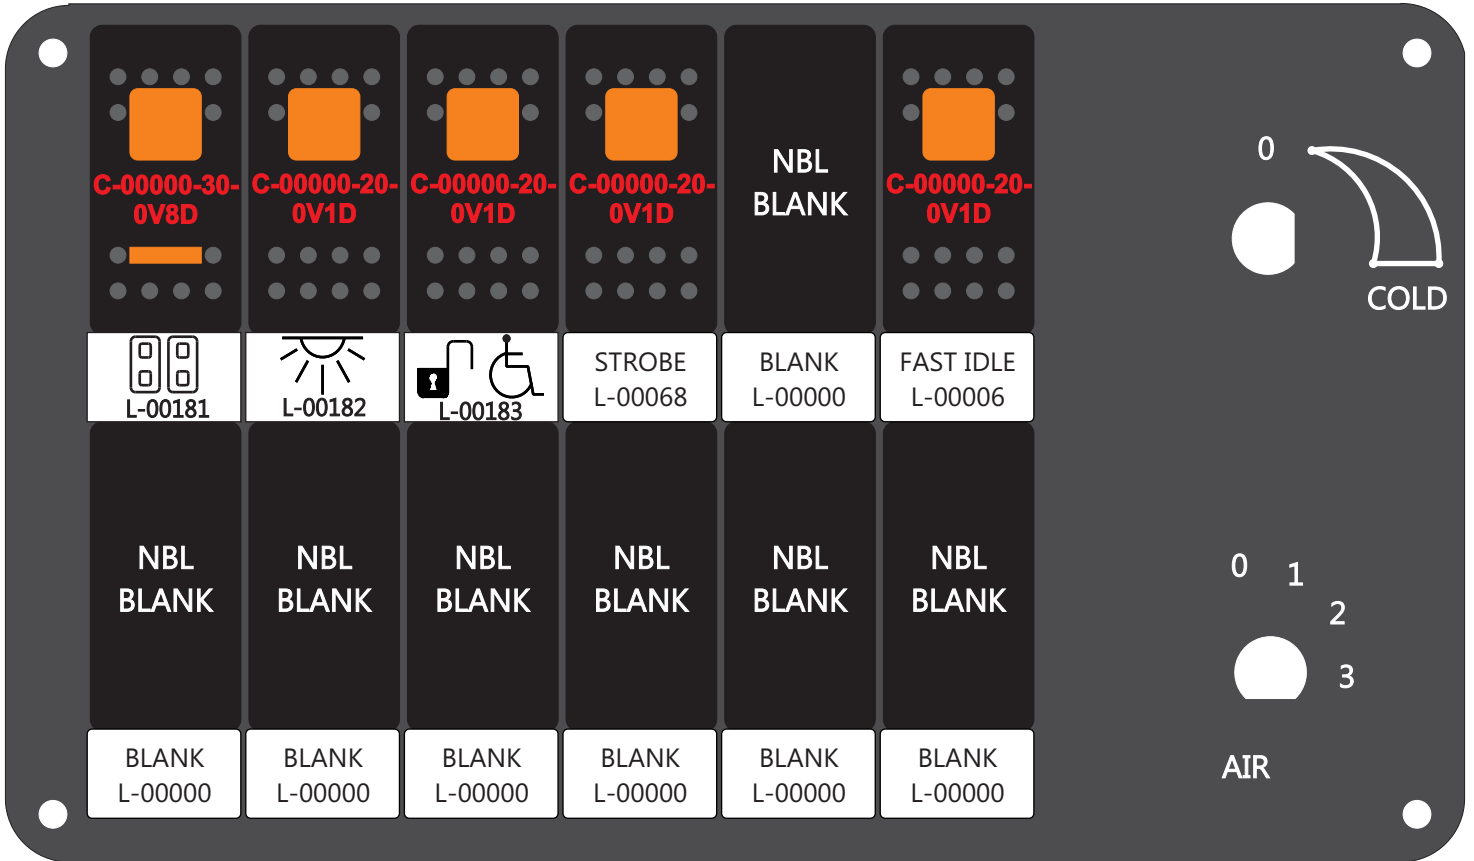 C-00000-30-
0V8D
C-00000-20-
0V1D
C-00000-20-
0V1D
C-00000-20-
0V1D
NBL
BLANK
C-00000-20-
0V1D
L-00181
L-00182
L-00183
STROBE
L-00068
BLANK
L-00000
FAST IDLE
L-00006
NBL
BLANK
NBL
BLANK
NBL
BLANK
NBL
BLANK
NBL
BLANK
NBL
BLANK
BLANK
L-00000
BLANK
L-00000
BLANK
L-00000
BLANK
L-00000
BLANK
L-00000
BLANK
L-00000
0
COLD
0
1
2
3
AIR